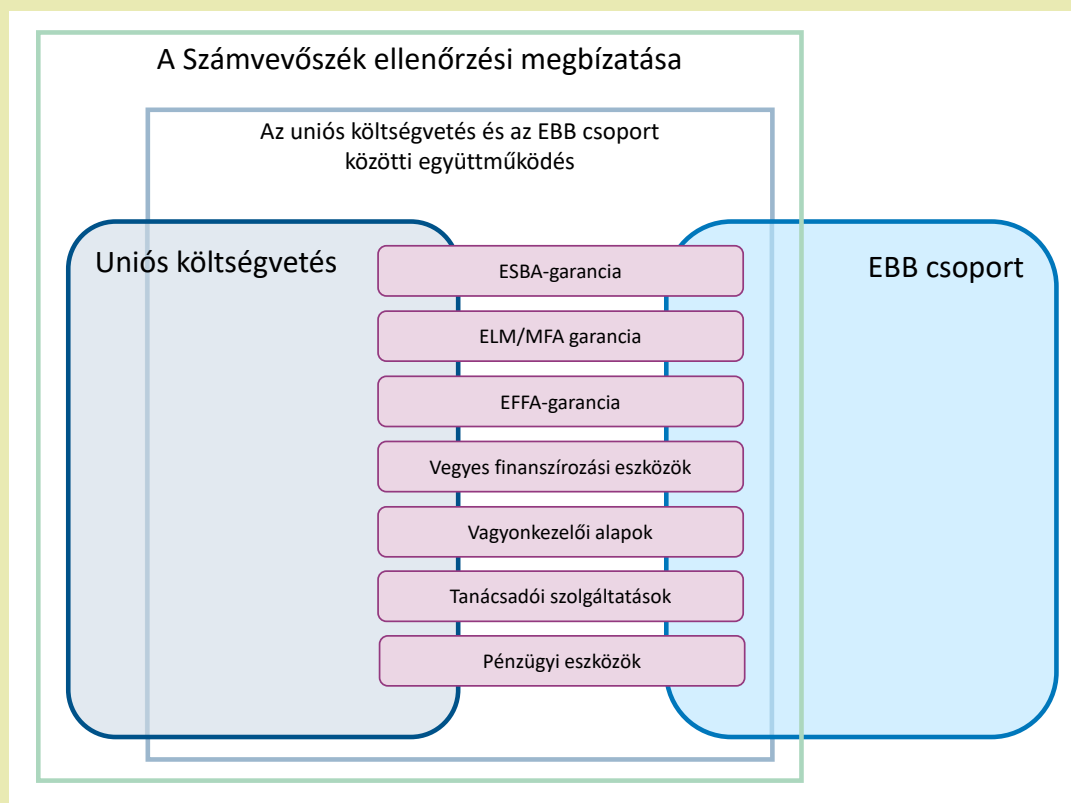 A Számvevőszék ellenőrzési megbízatása
Az uniós költségvetés és az EBB csoport
közötti együttműködés
Uniós költségvetés
EBB csoport
ESBA-garancia
ELM/MFA garancia
EFFA-garancia
Vegyes finanszírozási eszközök
Vagyonkezelői alapok
Tanácsadói szolgáltatások
Pénzügyi eszközök